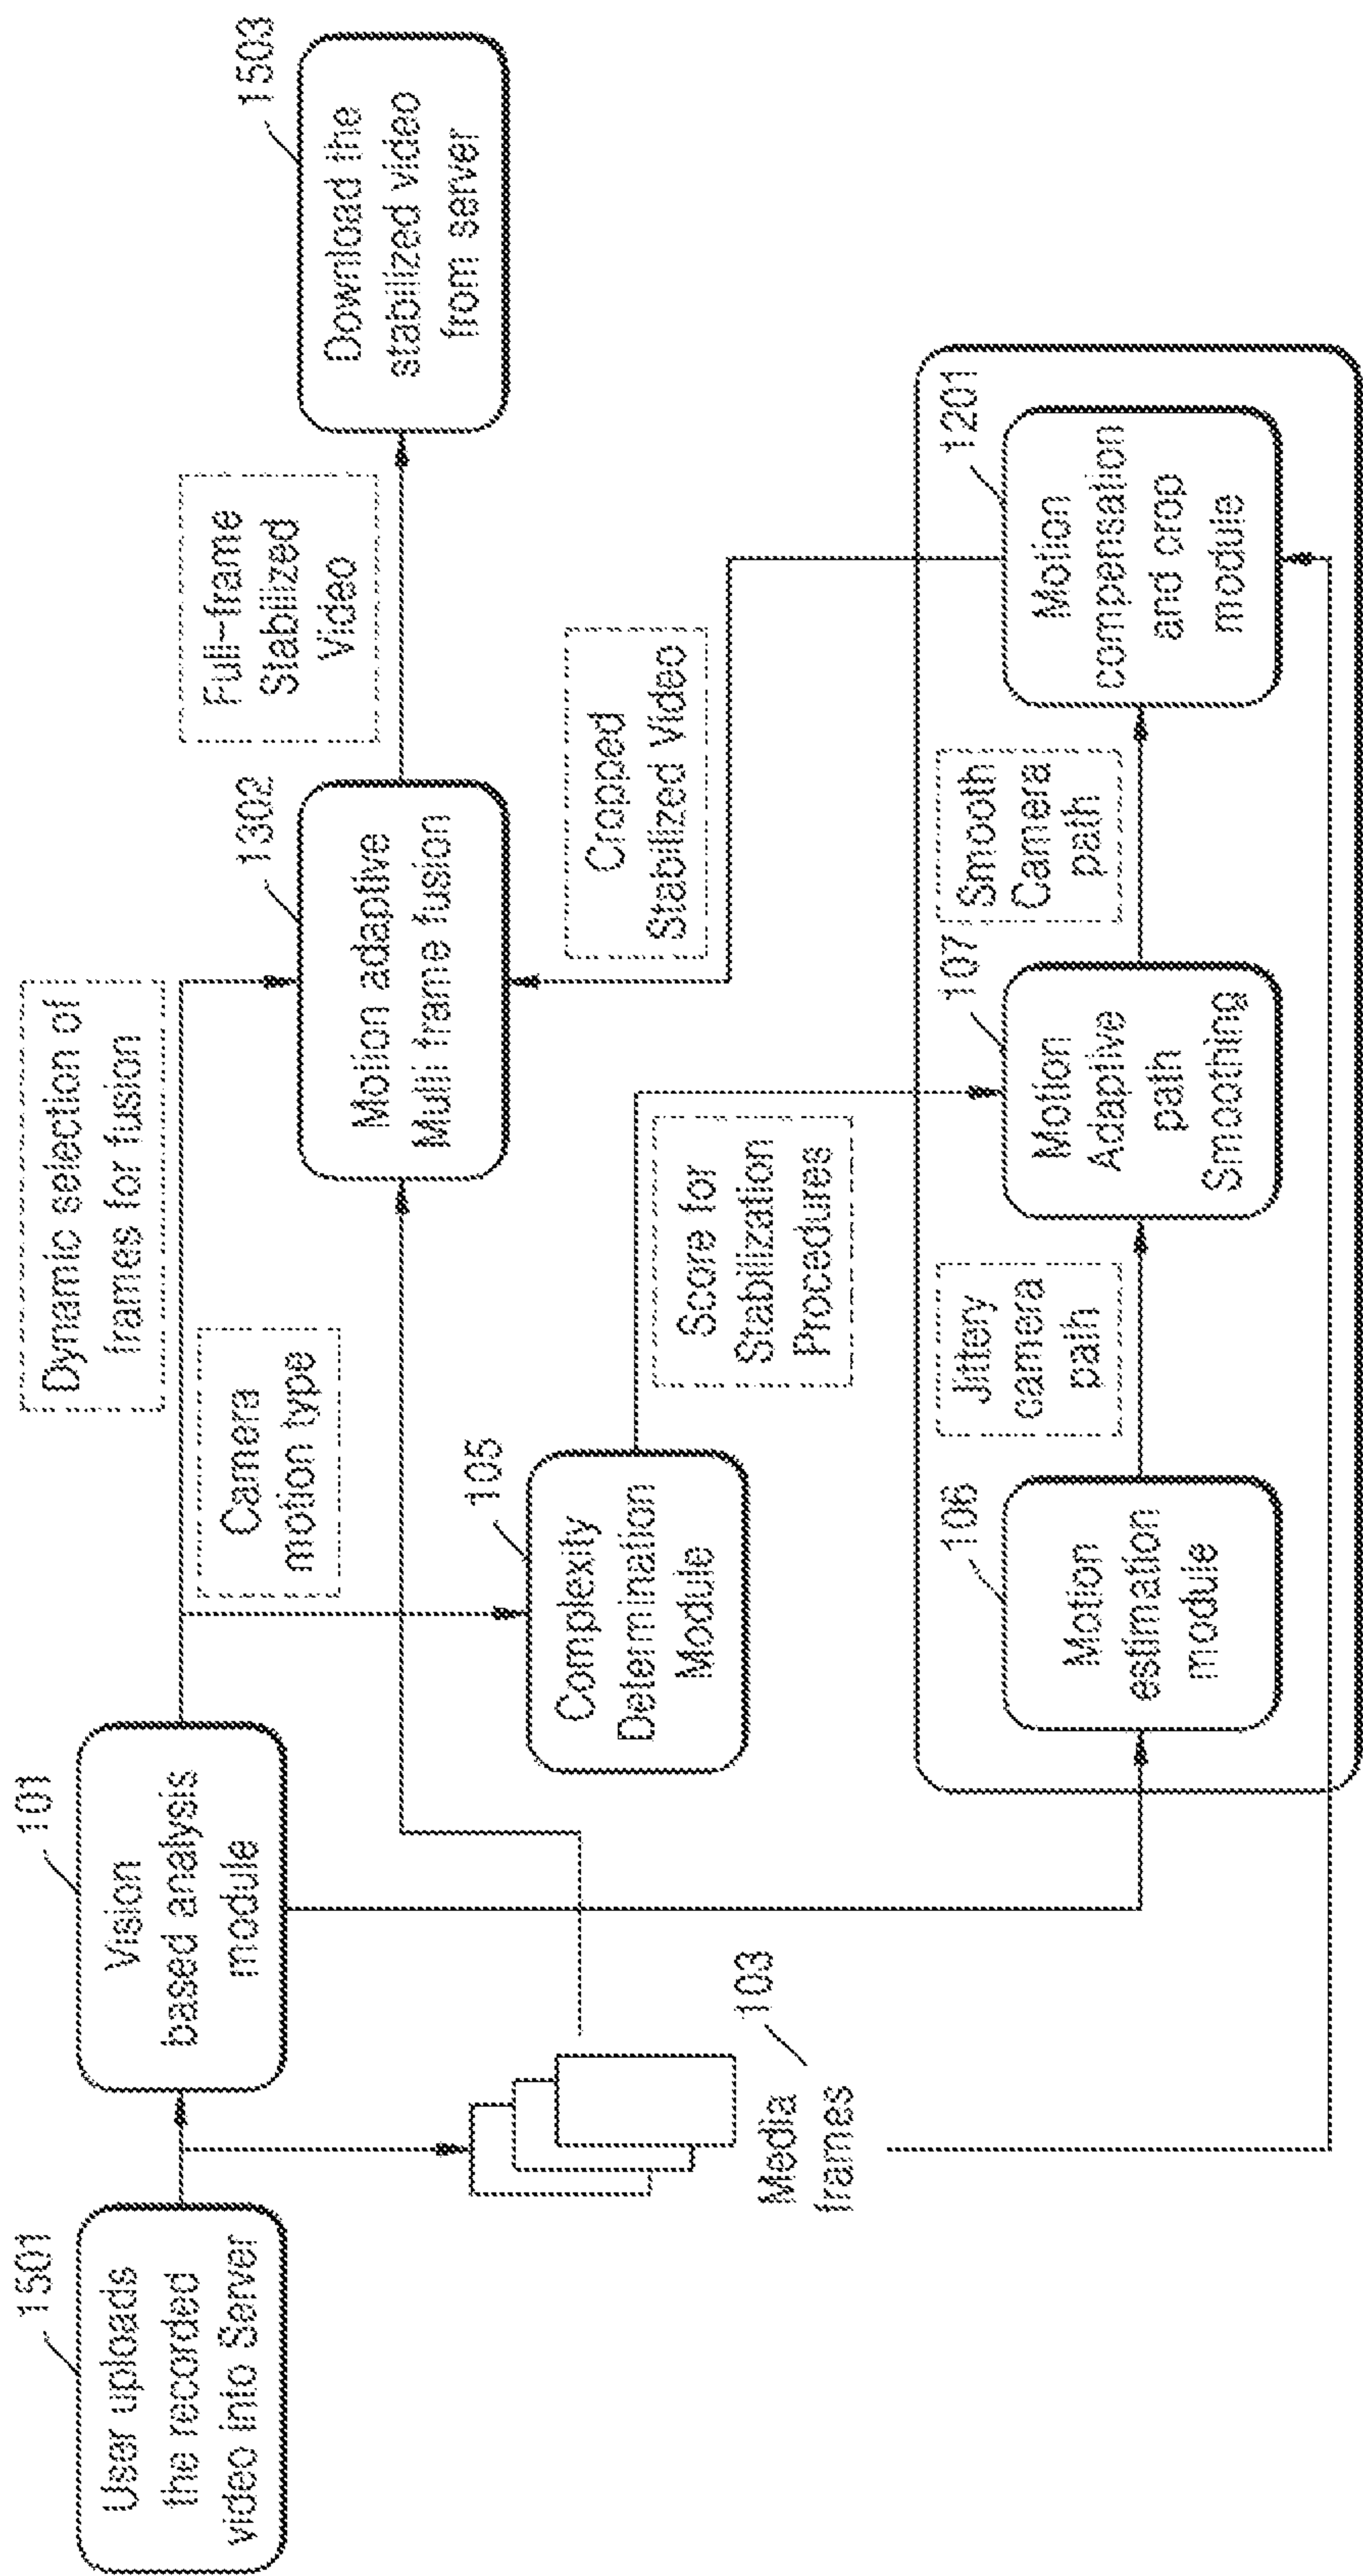 1501
User uploads
the recorded
video into Server
101
Vision
based analysis
module
Dynamic selection of
frames for fusion
Camera
motion type
1302
Motion adaptive
Multi frame fusion
Full-frame
Stabilized
Video
1503
Download the
stabilized video
from server
103
Media
frames
105
Complexity
Determination
Module
Score for
Stabilization
Procedures
Cropped
Stabilized Video
106
Motion
estimation
module
Jittery
camera
path
107
Motion
Adaptive
path
Smoothing
Smooth
Camera
path
1201
Motion
compensation
and crop
module